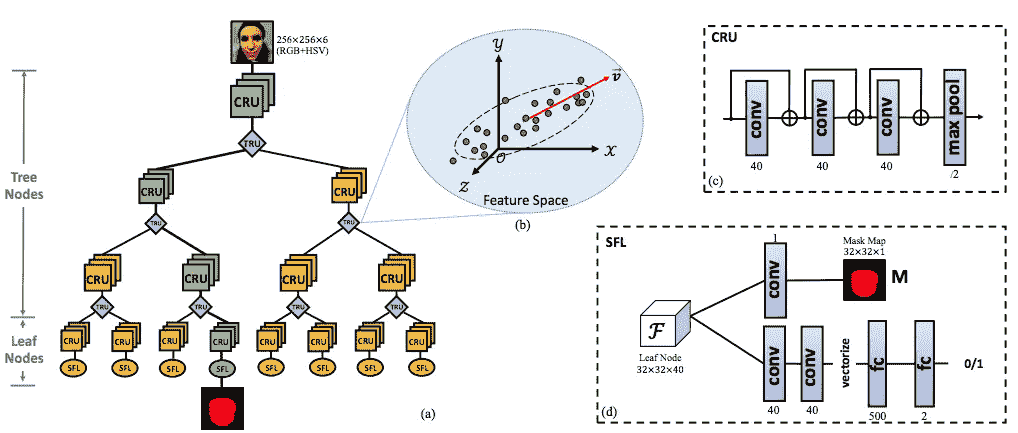 256×256×6
(RGB+HSV)
Tree
Nodes
Leaf
Nodes
CRU
TRU
CRU
CRU
TRU
TRU
CRU
CRU
CRU
CRU
TRU
TRU
TRU
TRU
CRU
CRU
CRU
CRU
CRU
CRU
CRU
CRU
SFL
SFL
SFL
SFL
SFL
SFL
SFL
SFL
(a)
y
v
x
z
O
Feature Space
(b)
CRU
conv
conv
conv
max pool
40
40
40
/2
(c)
SFL
1
conv
Mask Map
32×32×1
M
F
Leaf Node
32×32×40
conv
conv
vectorize
fc
fc
0/1
40
40
500
2
(d)